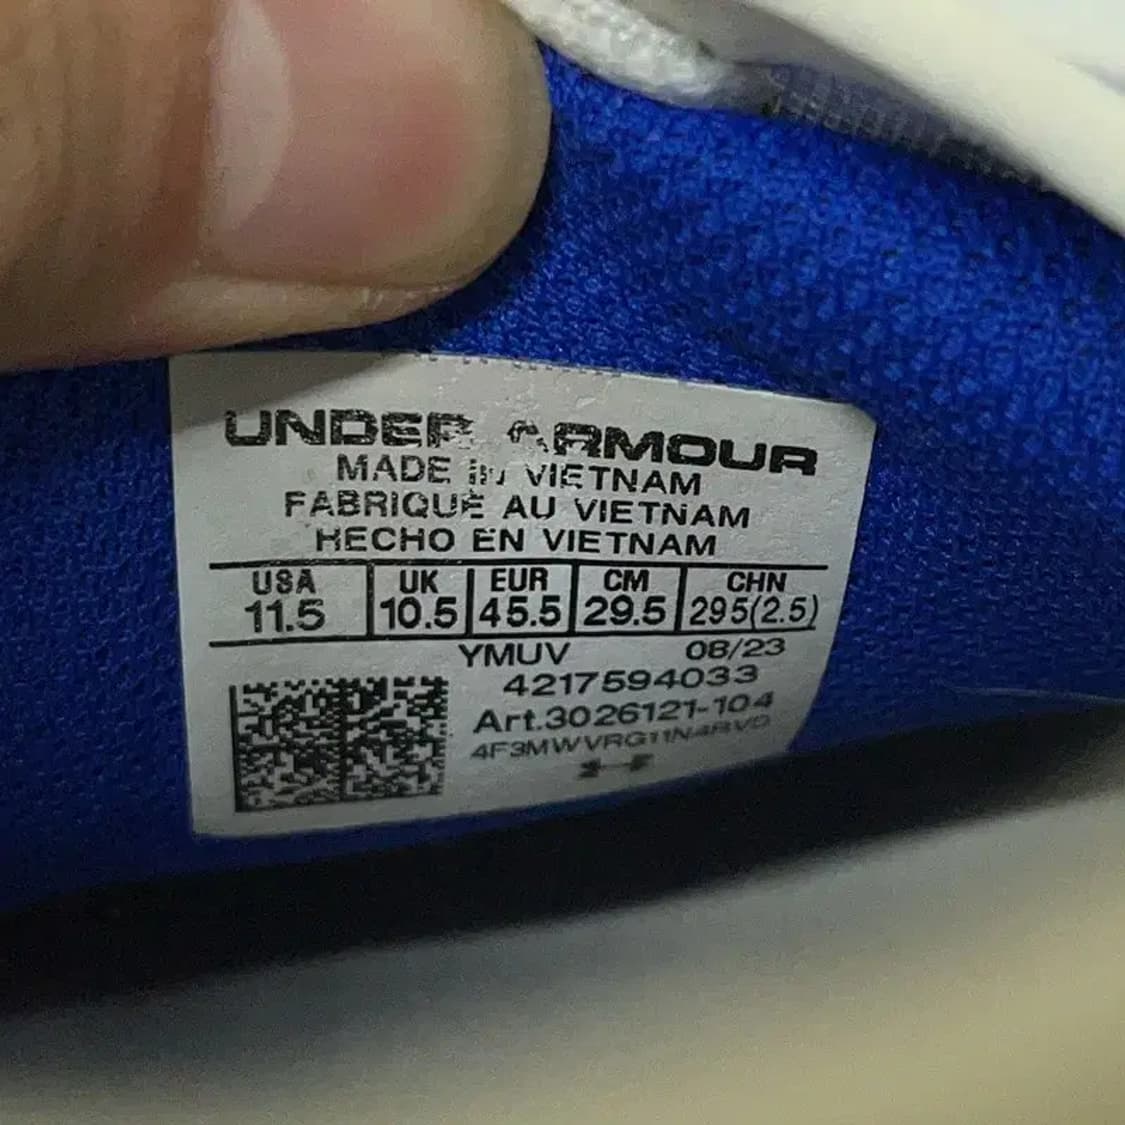 UNDER ARMOUR
MADE IN VIETNAM
FABRIQUÉ AU VIETNAM
HECHO EN VIETNAM
USA UK EUR CM CHN
11.5 10.5 45.5 29.5 295(2.5)
YMUV 08/23
4217594033
Art.3026121-104